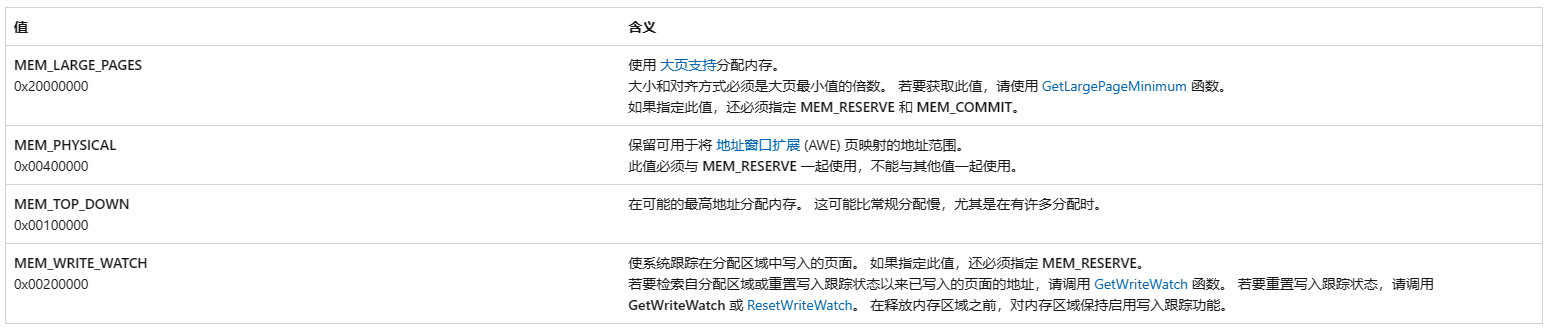 值 含义
MEM_LARGE_PAGES 使用 大页支持分配内存。
0x20000000 大小和对齐方式必须是大页最小值的倍数。 若要获取此值，请使用 GetLargePageMinimum 函数。
如果指定此值，还必须指定 MEM_RESERVE 和 MEM_COMMIT。
MEM_PHYSICAL 保留可用于将 地址窗口扩展 (AWE) 页映射的地址范围。
0x00400000 此值必须与 MEM_RESERVE 一起使用，不能与其他值一起使用。
MEM_TOP_DOWN 在可能的最高地址分配内存。 这可能比常规分配慢，尤其是在有许多分配时。
0x00100000
MEM_WRITE_WATCH 使系统跟踪在分配区域中写入的页面。 如果指定此值，还必须指定 MEM_RESERVE。
0x00200000 若要检索自分配区域或重置写入跟踪状态以来已写入的页面的地址，请调用 GetWriteWatch 函数。 若要重置写入跟踪状态，请调用
GetWriteWatch 或 ResetWriteWatch。 在释放内存区域之前，对内存区域保持启用写入跟踪功能。